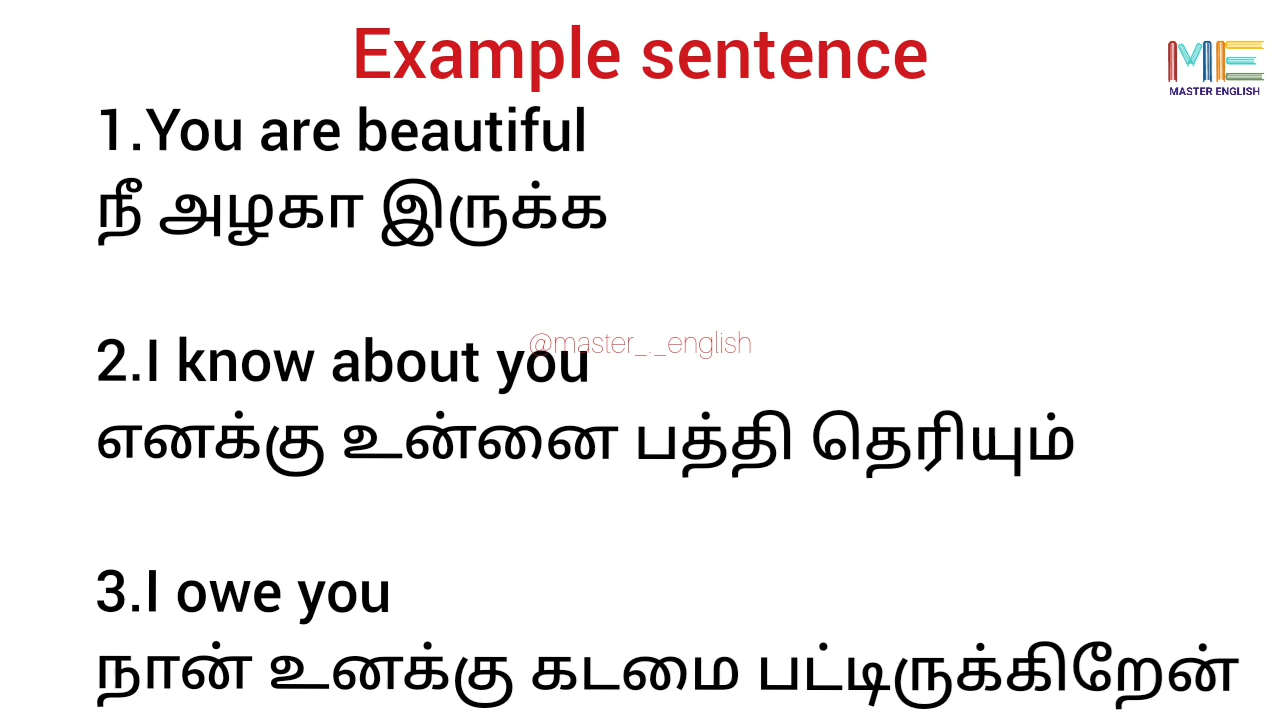 Example sentence
ME
MASTER ENGLISH
1.You are beautiful
நீ அழகா இருக்க
@master_._english
2.I know about you
எனக்கு உன்னை பத்தி தெரியும்
3.I owe you
நான் உனக்கு கடமை பட்டிருக்கிறேன்